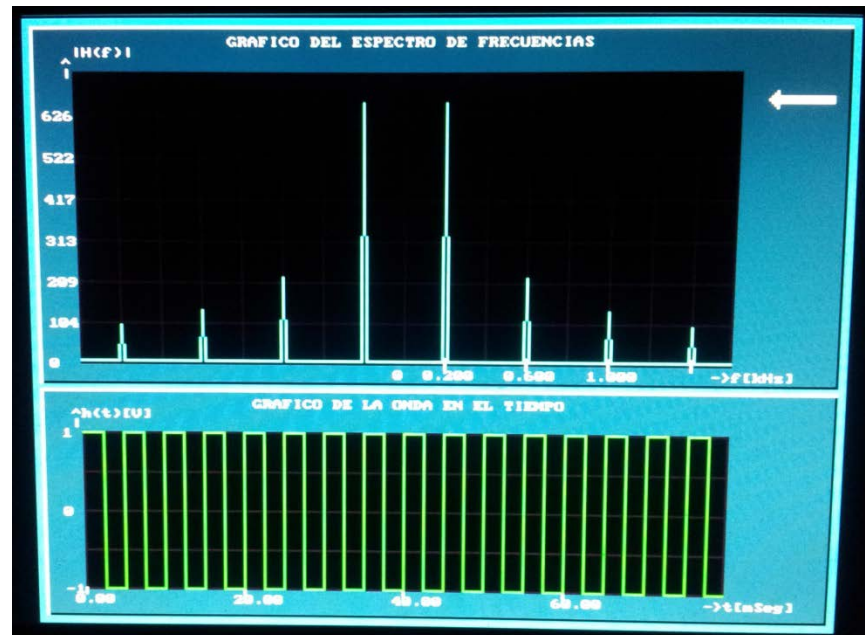 GRAFICO DEL ESPECTRO DE FRECUENCIAS
^|H(f)|
626
522
417
313
209
104
0
0 0.200 0.600 1.000 ->f[kHz]
GRAFICO DE LA ONDA EN EL TIEMPO
^h(t)[V]
1
0
-1
0.00 20.00 40.00 60.00 ->t[mSeg]